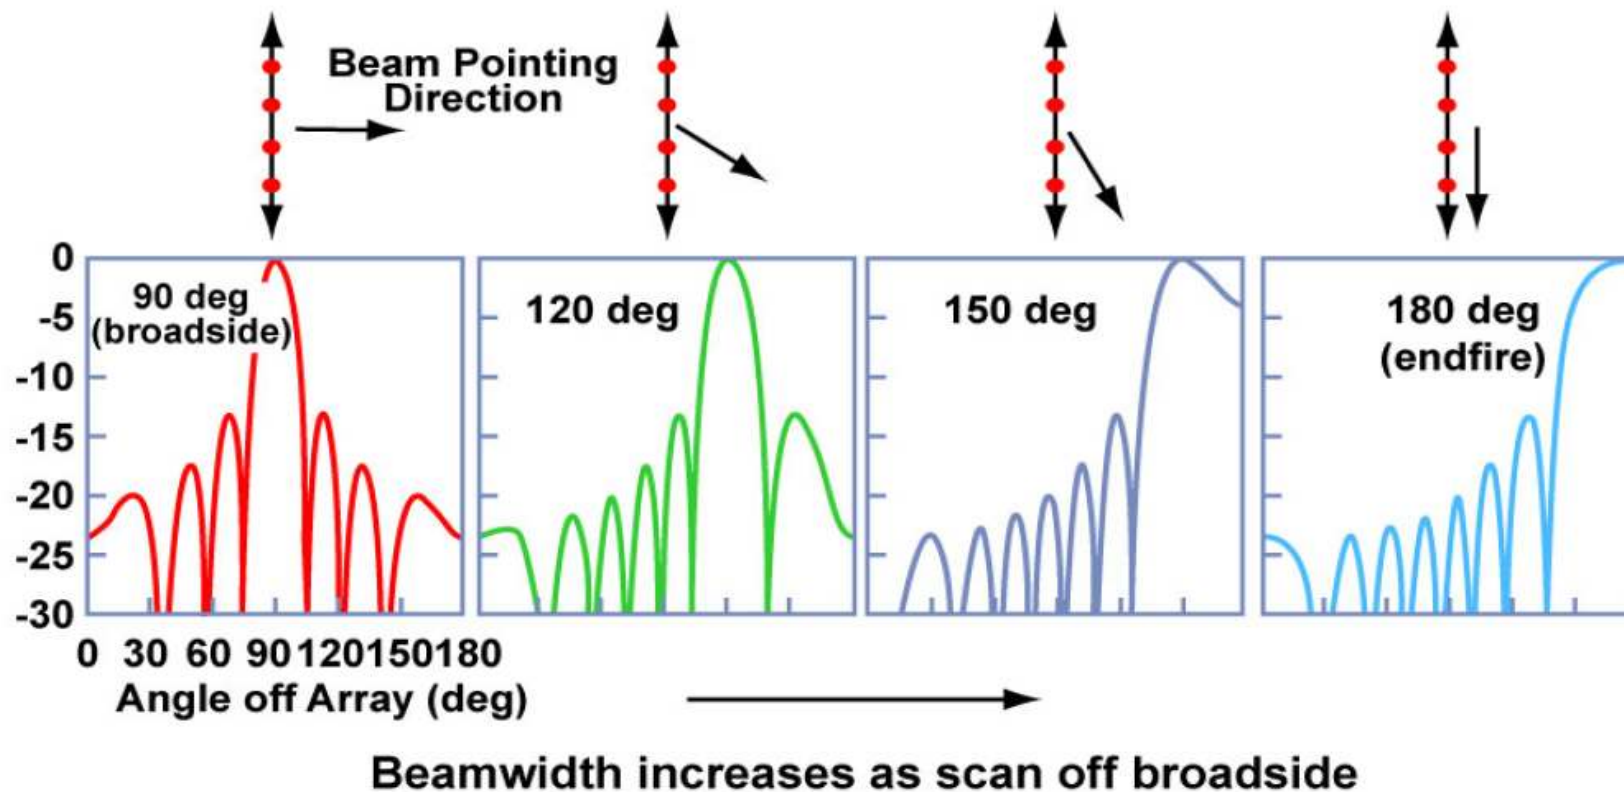 Beam Pointing
Direction
0
-5
-10
-15
-20
-25
-30
90 deg
(broadside)
120 deg
150 deg
180 deg
(endfire)
0 30 60 90 120 150 180
Angle off Array (deg)
Beamwidth increases as scan off broadside